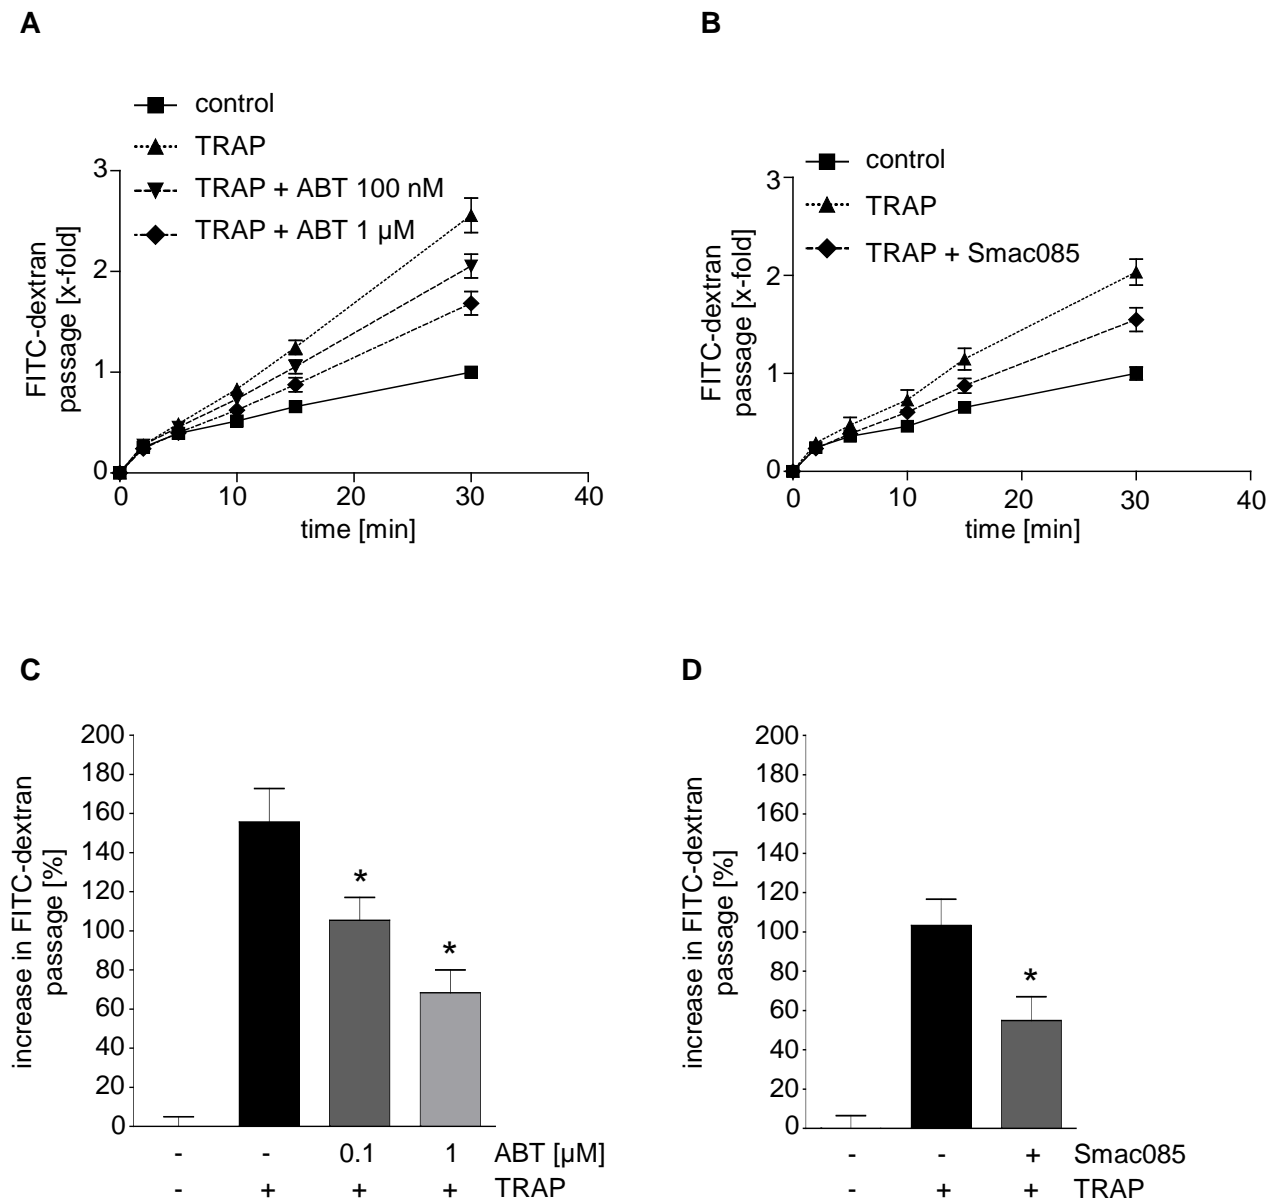 A
control
TRAP
TRAP + ABT 100 nM
TRAP + ABT 1 µM
FITC-dextran
passage [x-fold]
3
2
1
0
0 10 20 30 40
time [min]
B
control
TRAP
TRAP + Smac085
FITC-dextran
passage [x-fold]
3
2
1
0
0 10 20 30 40
time [min]
C
increase in FITC-dextran
passage [%]
200
180
160
140
120
100
80
60
40
20
0
* *
- - 0.1 1 ABT [µM]
- + + + TRAP
D
increase in FITC-dextran
passage [%]
200
180
160
140
120
100
80
60
40
20
0
*
- - + Smac085
- + + TRAP